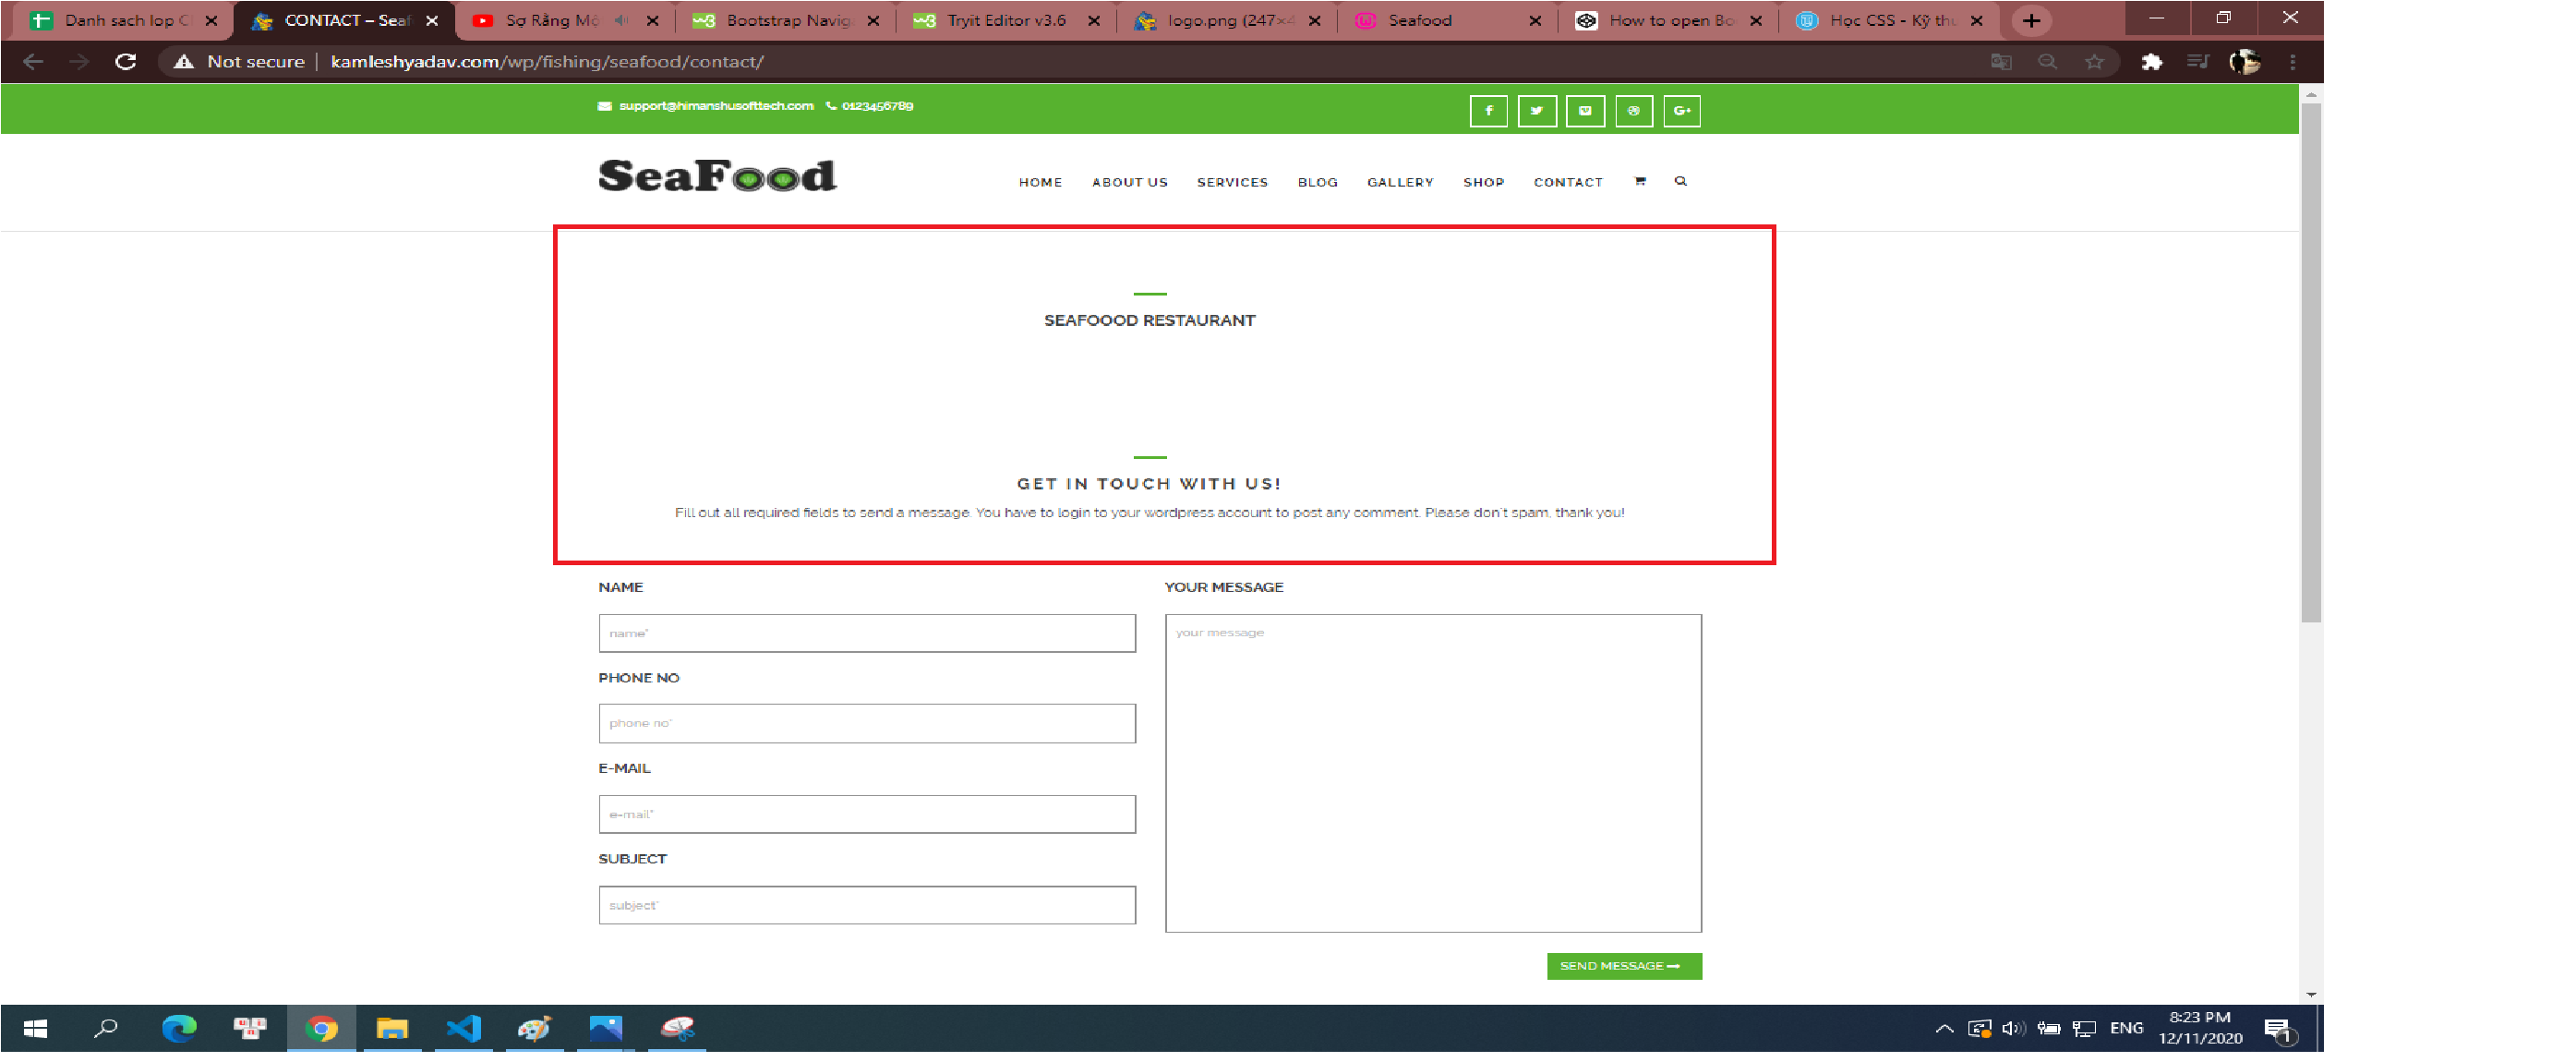 Danh sach lop C
CONTACT – Seaf
Sợ Rằng Mộ
Bootstrap Naviga
Tryit Editor v3.6
logo.png (247×4
Seafood
How to open Bo
Học CSS - Kỹ thu
Not secure | kamleshyadav.com/wp/fishing/seafood/contact/
support@himanshusofttech.com 0123456789
SeaFood
HOME ABOUT US SERVICES BLOG GALLERY SHOP CONTACT
SEAFOOOD RESTAURANT
GET IN TOUCH WITH US!
Fill out all required fields to send a message. You have to login to your wordpress account to post any comment. Please don't spam, thank you!
NAME
name*
PHONE NO
phone no*
E-MAIL
e-mail*
SUBJECT
subject*
YOUR MESSAGE
your message
SEND MESSAGE
ENG
8:23 PM
12/11/2020
1